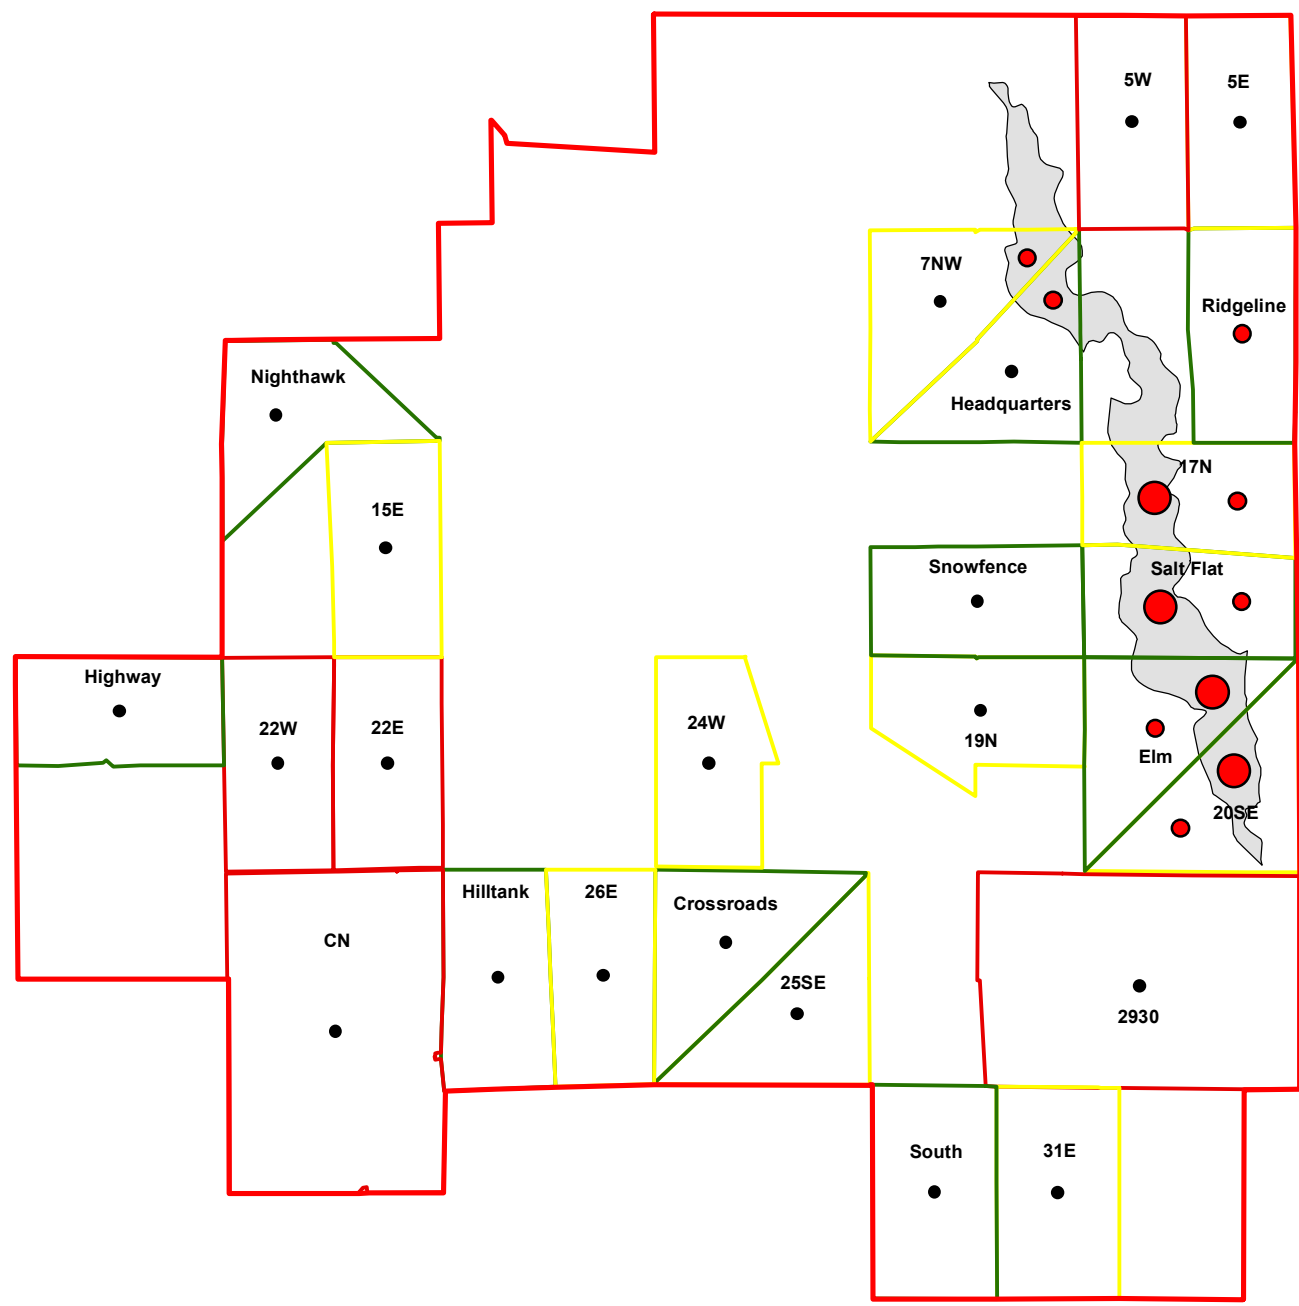 5W
5E
7NW
Ridgeline
Nighthawk
Headquarters
17N
15E
Snowfence
Salt Flat
Highway
22W
22E
24W
19N
Elm
20SE
Hilltank
26E
Crossroads
CN
25SE
2930
South
31E